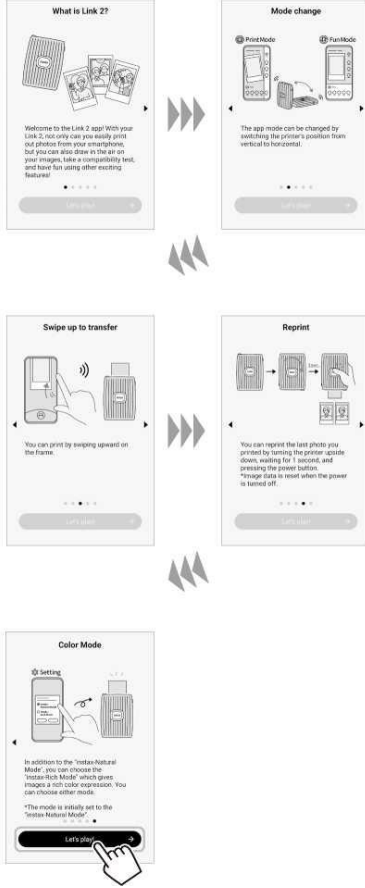 What is Link 2?
Welcome to the Link 2 app! With your
Link 2, not only can you easily print
out photos from your smartphone,
but you can also draw in the air on
your images, take a compatibility test,
and have fun using other exciting
features!
Let's play!
Mode change
Print Mode
Fun Mode
The app mode can be changed by
switching the printer's position from
vertical to horizontal.
Let's play!
Swipe up to transfer
You can print by swiping upward on
the frame.
Let's play!
Reprint
You can reprint the last photo you
printed by turning the printer upside
down, waiting for 1 second, and
pressing the power button.
*Image data is reset when the power
is turned off.
Let's play!
Color Mode
Setting
In addition to the "instax-Natural
Mode", you can choose the
"instax-Rich Mode" which gives
images a rich color expression. You
can choose either mode.
*The mode is initially set to the
"instax-Natural Mode".
Let's play!